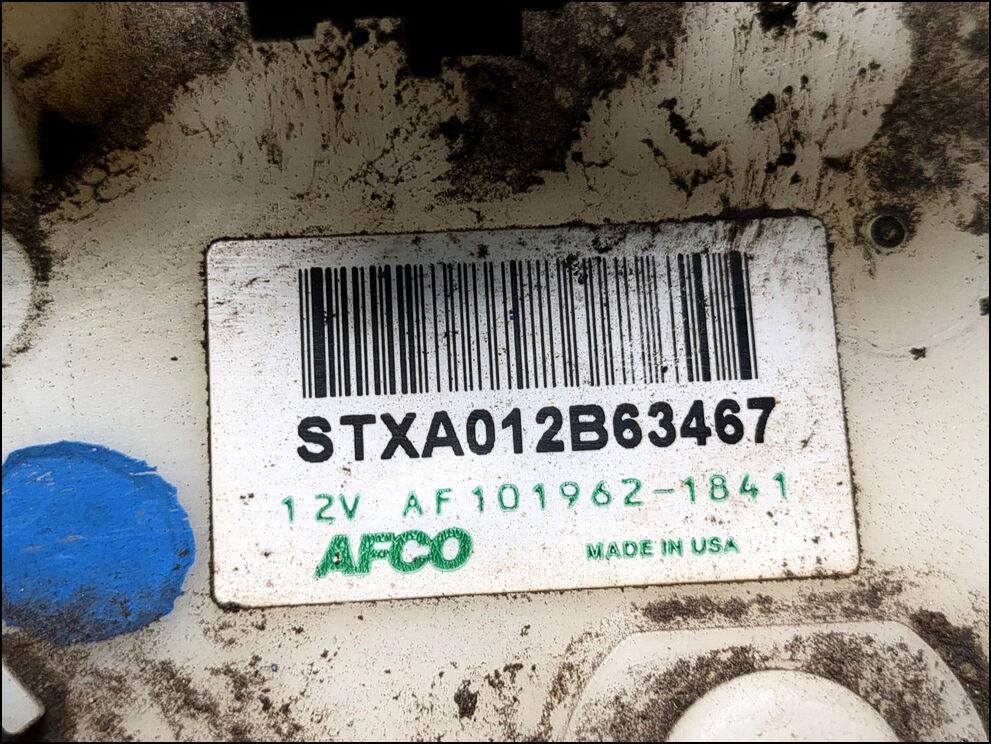 STXA012B63467
12V AF101962-1841
AFCO MADE IN USA